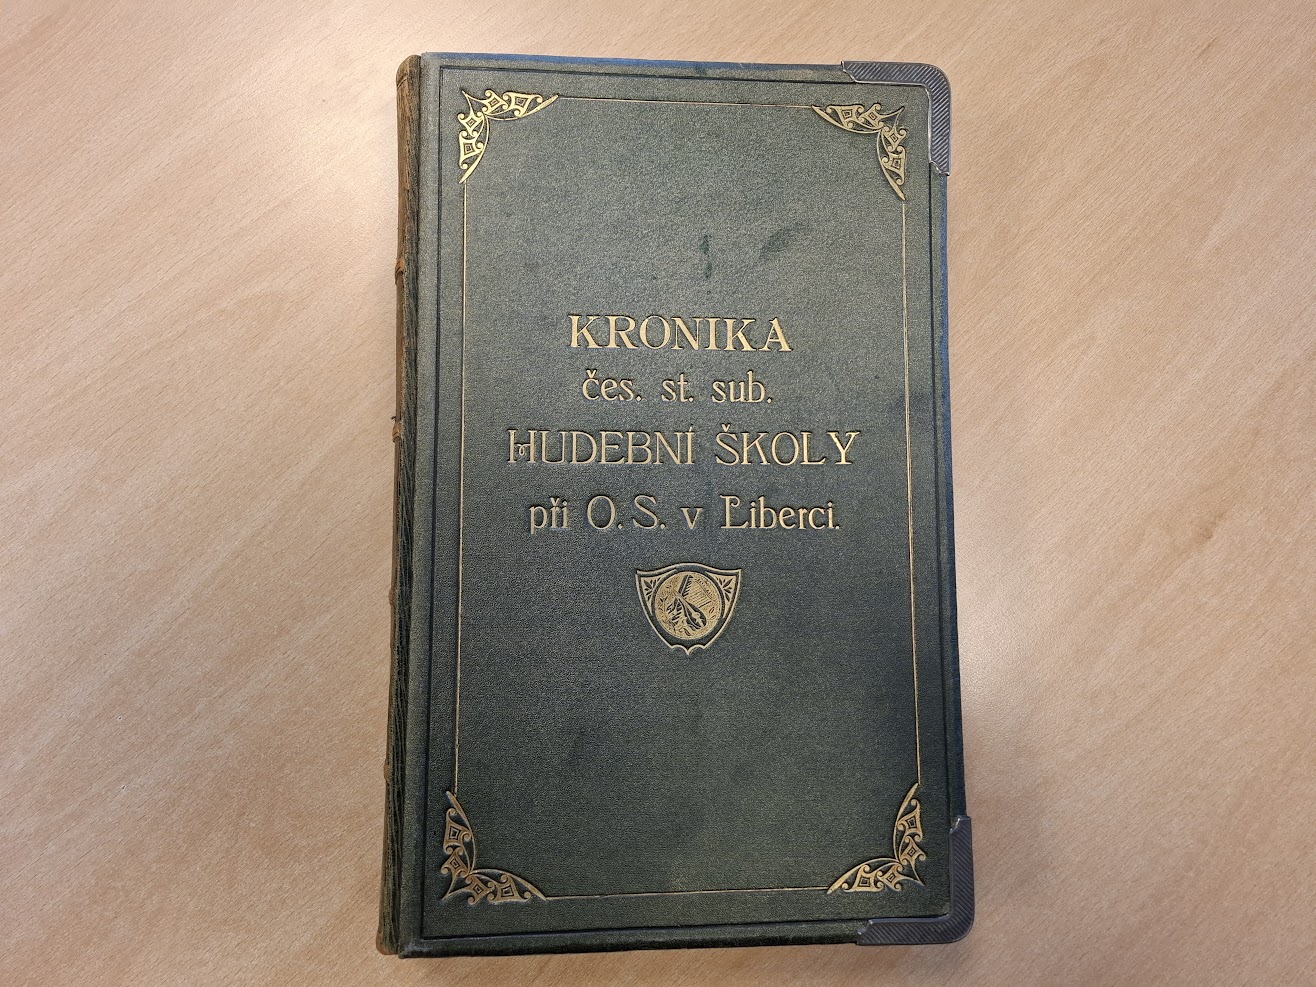 KRONIKA
čes. st. sub.
HUDEBNÍ ŠKOLY
při O. S. v Liberci.